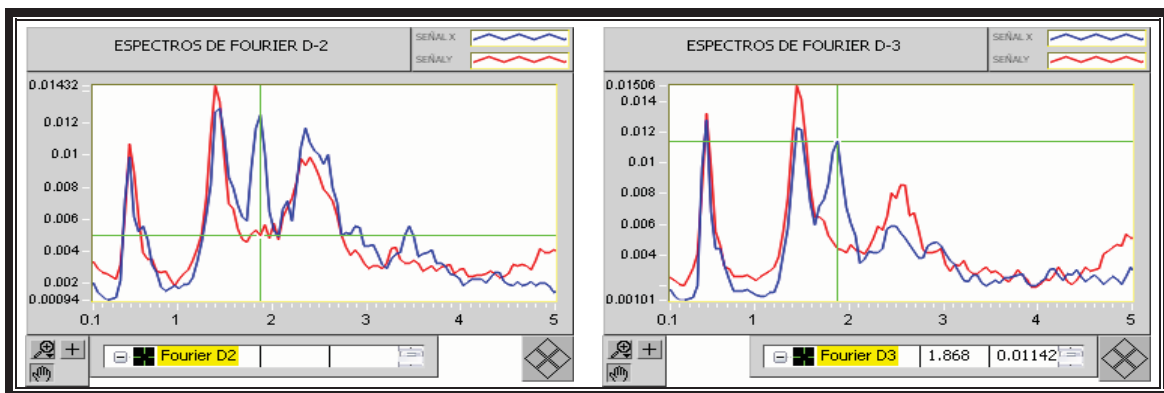 ESPECTROS DE FOURIER D-2
SEÑAL X
SEÑALY
0.01432
0.012
0.01
0.008
0.006
0.004
0.002
0.00094
0.1 1 2 3 4 5
Fourier D2
ESPECTROS DE FOURIER D-3
SEÑAL X
SEÑALY
0.01506
0.014
0.012
0.01
0.008
0.006
0.004
0.00101
0.1 1 2 3 4 5
Fourier D3 1.868 0.01142